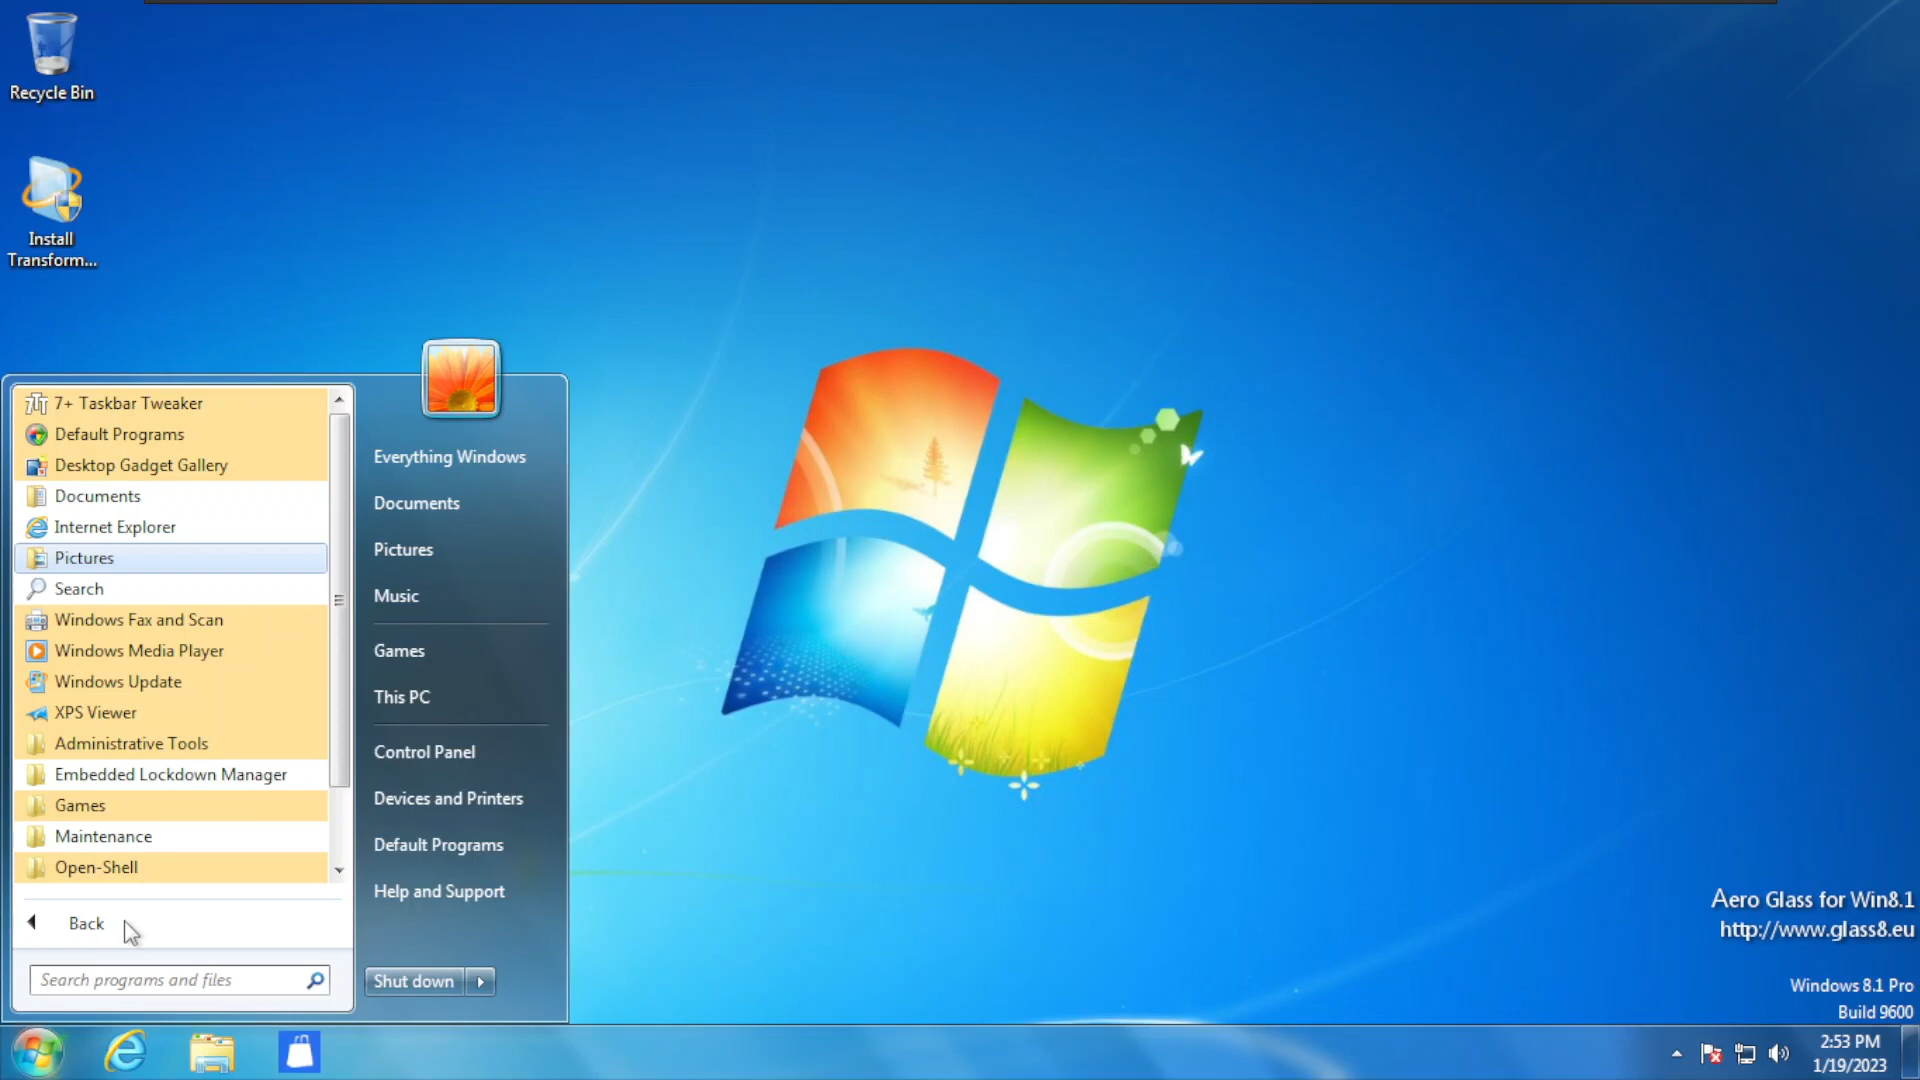 Recycle Bin
Install
Transform...
7+ Taskbar Tweaker
Default Programs
Desktop Gadget Gallery
Documents
Internet Explorer
Pictures
Search
Windows Fax and Scan
Windows Media Player
Windows Update
XPS Viewer
Administrative Tools
Embedded Lockdown Manager
Games
Maintenance
Open-Shell
Back
Search programs and files
Everything Windows
Documents
Pictures
Music
Games
This PC
Control Panel
Devices and Printers
Default Programs
Help and Support
Shut down
Aero Glass for Win8.1
http://www.glass8.eu
Windows 8.1 Pro
Build 9600
2:53 PM
1/19/2023